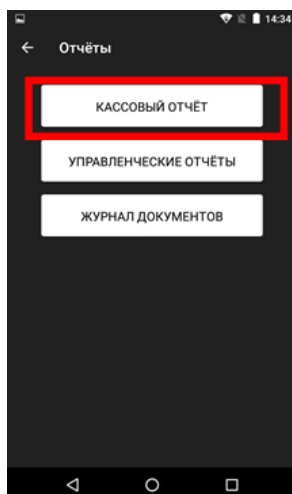 14:34
Отчёты
КАССОВЫЙ ОТЧЁТ
УПРАВЛЕНЧЕСКИЕ ОТЧЁТЫ
ЖУРНАЛ ДОКУМЕНТОВ